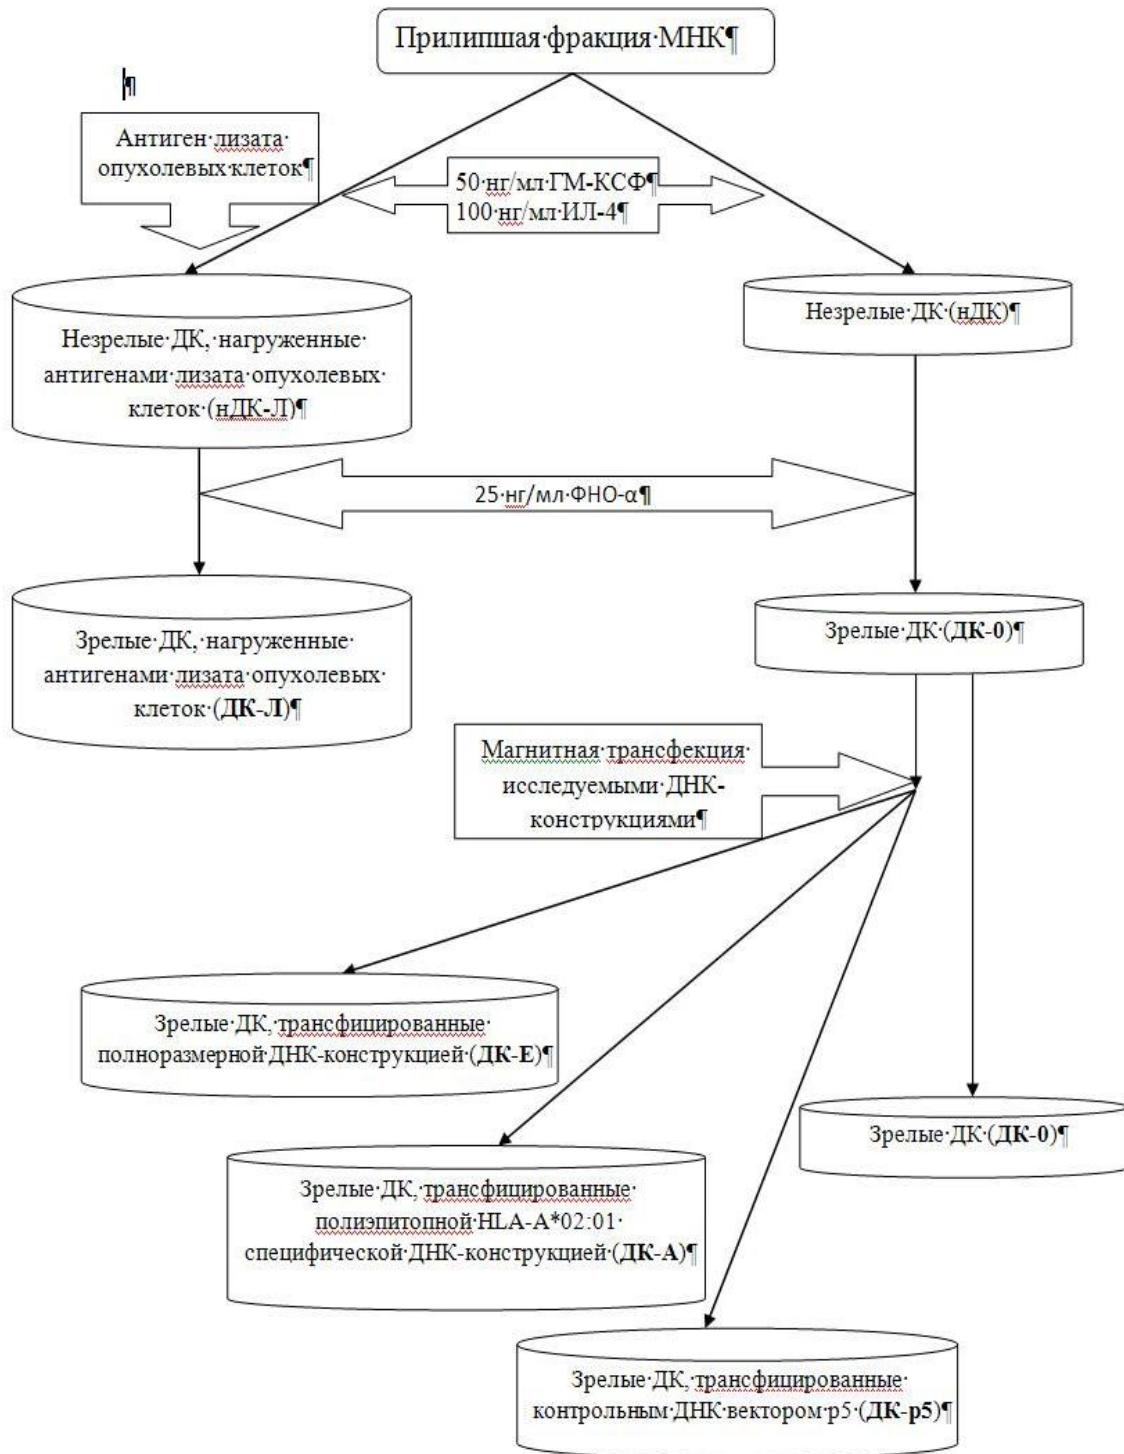 Прилипшая·фракция·МНК¶
¶
Антиген·лизата·
опухолевых·клеток¶
50·нг/мл·ГМ-КСФ¶
100·нг/мл·ИЛ-4¶
Незрелые·ДК,·нагруженные·
антигенами·лизата·опухолевых·
клеток·(нДК-Л)¶
Незрелые·ДК·(нДК)¶
25·нг/мл·ФНО-α¶
Зрелые·ДК,·нагруженные·
антигенами·лизата·опухолевых·
клеток·(ДК-Л)¶
Зрелые·ДК·(ДК-0)¶
Магнитная·трансфекция·
исследуемыми·ДНК-
конструкциями¶
Зрелые·ДК,·трансфицированные·
полноразмерной·ДНК-конструкцией·(ДК-Е)¶
Зрелые·ДК·(ДК-0)¶
Зрелые·ДК,·трансфицированные·
полиэпитопной·HLA-A*02:01·
специфической·ДНК-конструкцией·(ДК-А)¶
Зрелые·ДК,·трансфицированные·
контрольным·ДНК·вектором·р5·(ДК-р5)¶